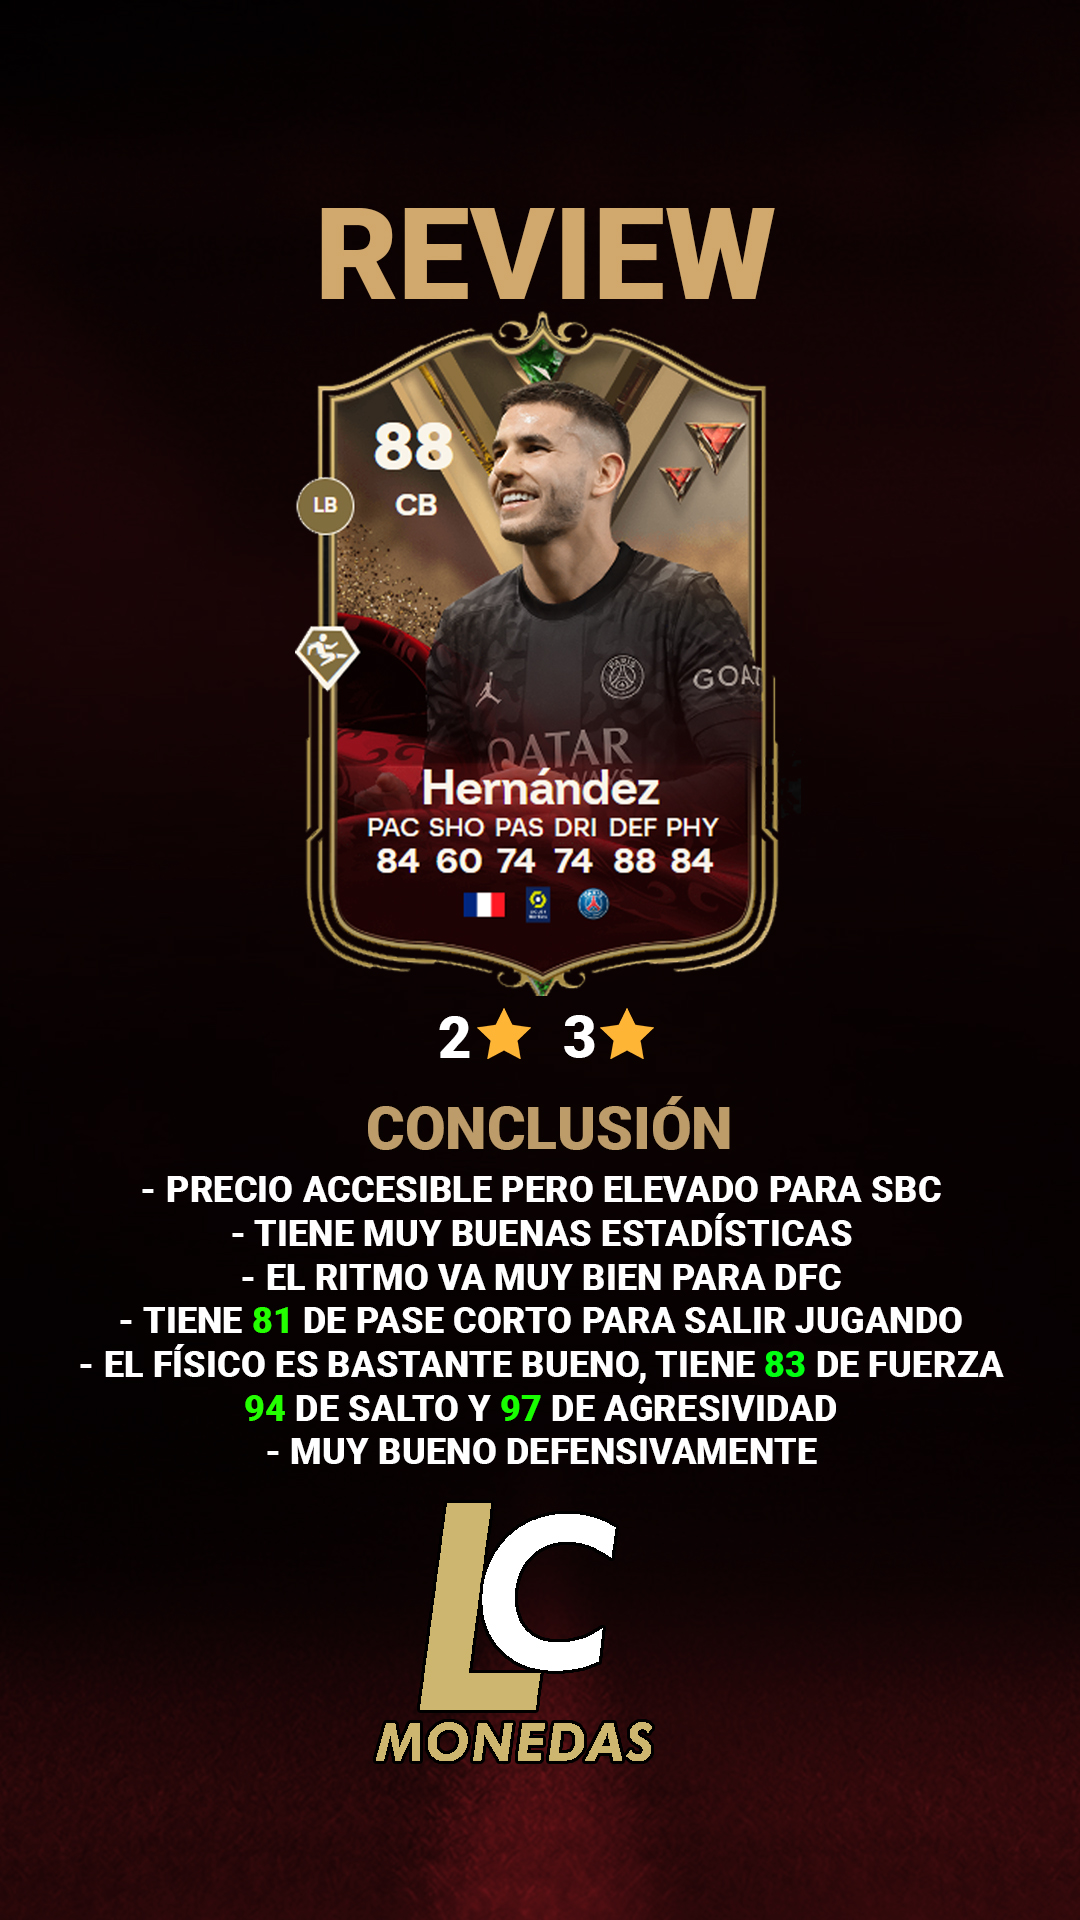 REVIEW
88
LB
CB
GOAT
QATAR
Hernández
PAC SHO PAS DRI DEF PHY
84 60 74 74 88 84
2 3
CONCLUSIÓN
- PRECIO ACCESIBLE PERO ELEVADO PARA SBC
- TIENE MUY BUENAS ESTADÍSTICAS
- EL RITMO VA MUY BIEN PARA DFC
- TIENE 81 DE PASE CORTO PARA SALIR JUGANDO
- EL FÍSICO ES BASTANTE BUENO, TIENE 83 DE FUERZA
94 DE SALTO Y 97 DE AGRESIVIDAD
- MUY BUENO DEFENSIVAMENTE
LC
MONEDAS